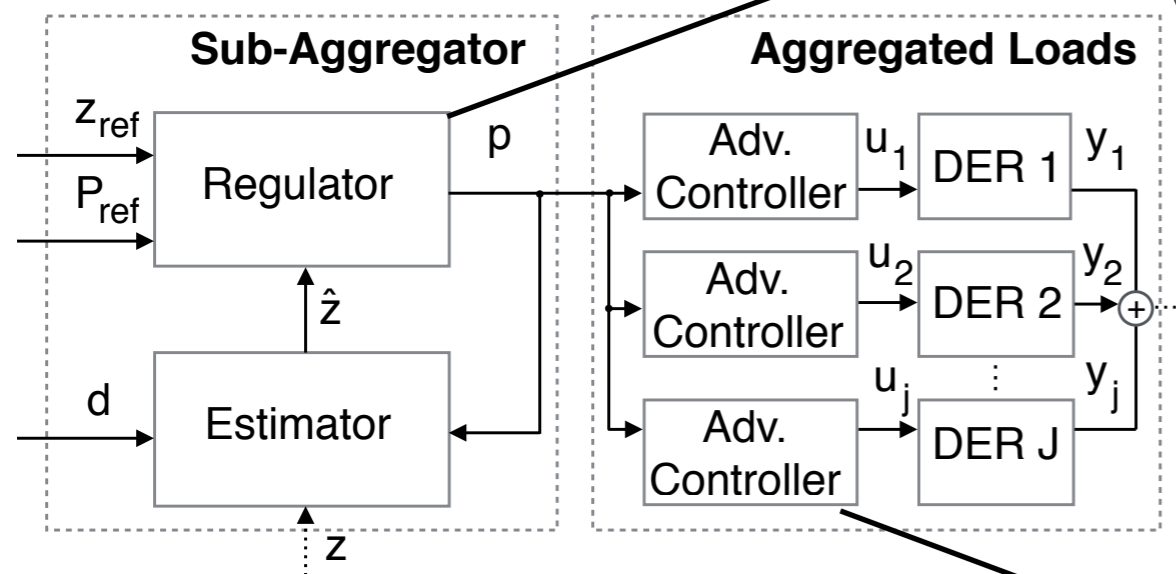 Sub-Aggregator
z_ref
P_ref
Regulator
p
ẑ
d
Estimator
z
Aggregated Loads
Adv.
Controller
u_1
DER 1
y_1
Adv.
Controller
u_2
DER 2
y_2
+
Adv.
Controller
u_j
DER J
y_j